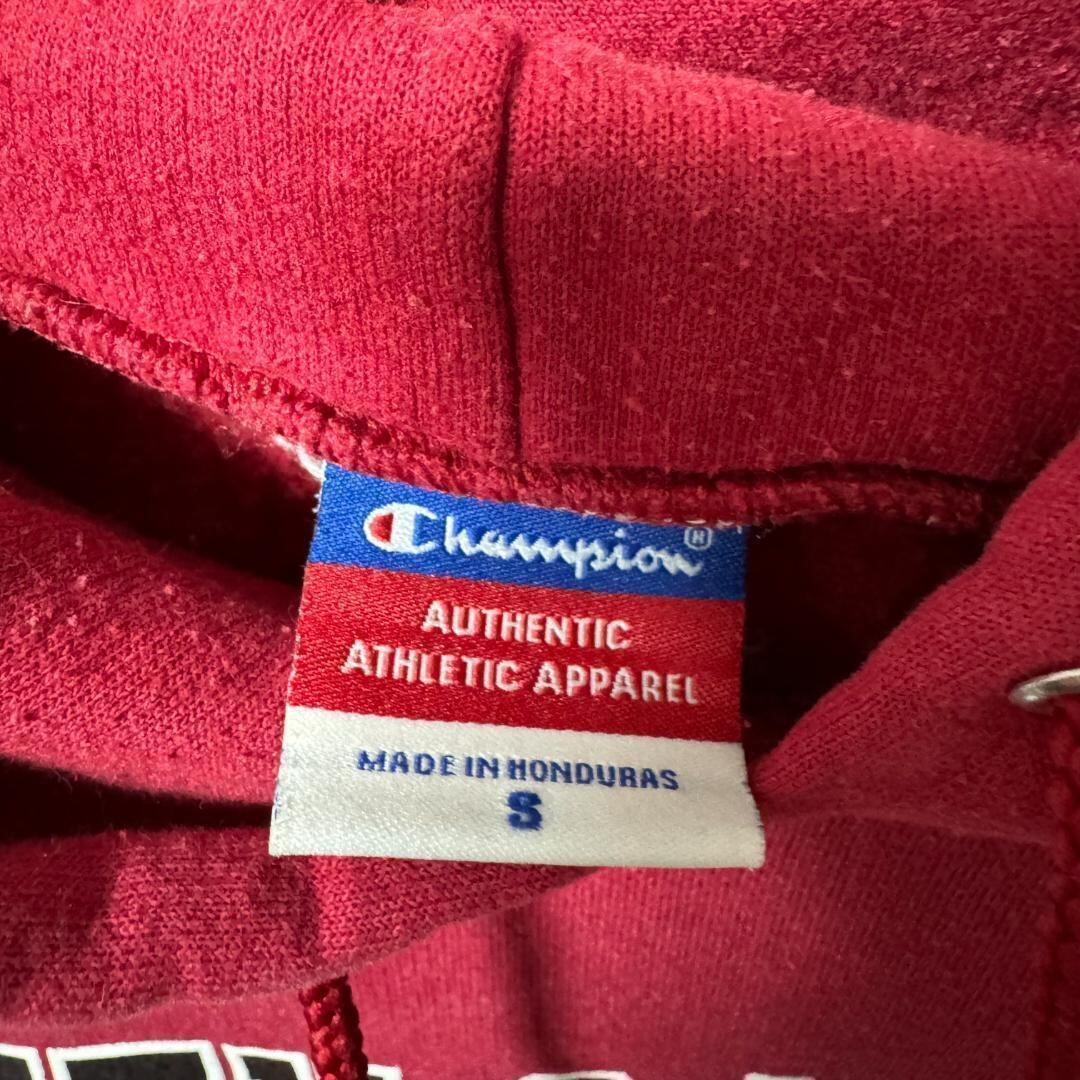 Champion®
AUTHENTIC
ATHLETIC APPAREL
MADE IN HONDURAS
S